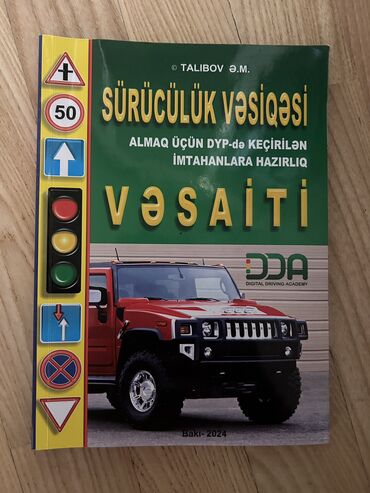 © TALIBOV Ə.M.
SÜRÜCÜLÜK VƏSİQƏSİ
ALMAQ ÜÇÜN DYP-də KEÇİRİLƏN
İMTAHANLARA HAZIRLIQ
VƏSAİTİ
50
DDA
DIGITAL DRIVING ACADEMY
Bakı- 2024